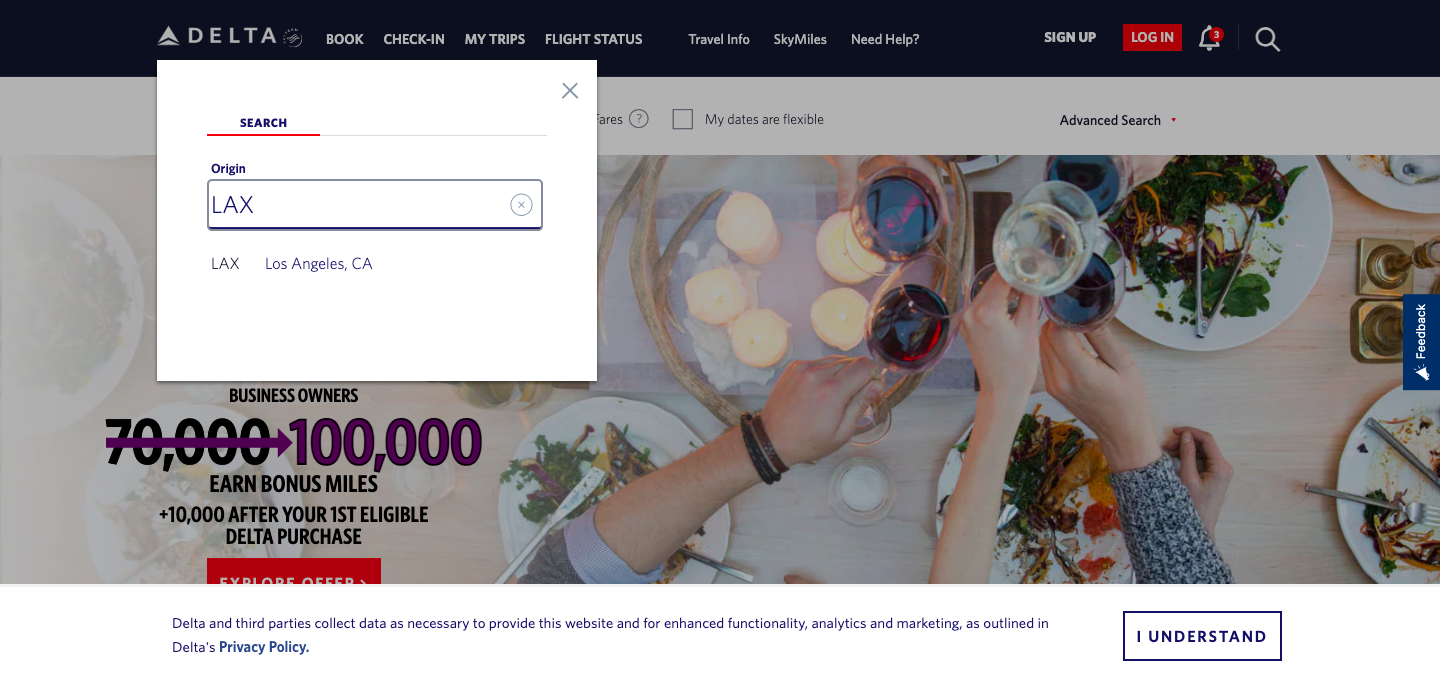 DELTA
BOOK CHECK-IN MY TRIPS FLIGHT STATUS Travel Info SkyMiles Need Help? SIGN UP LOG IN 3
SEARCH
Fares ? My dates are flexible Advanced Search
Origin
LAX
LAX Los Angeles, CA
Feedback
BUSINESS OWNERS
70,000 100,000
EARN BONUS MILES
+10,000 AFTER YOUR 1ST ELIGIBLE
DELTA PURCHASE
EXPLORE OFFER >
Delta and third parties collect data as necessary to provide this website and for enhanced functionality, analytics and marketing, as outlined in
Delta's Privacy Policy.
I UNDERSTAND